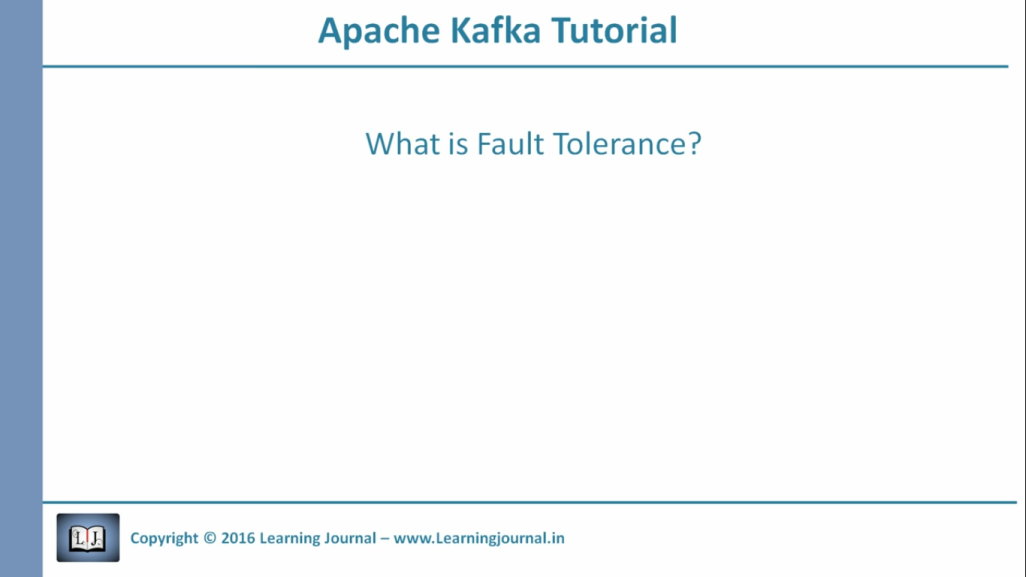 Apache Kafka Tutorial
What is Fault Tolerance?
L J
Copyright © 2016 Learning Journal – www.Learningjournal.in